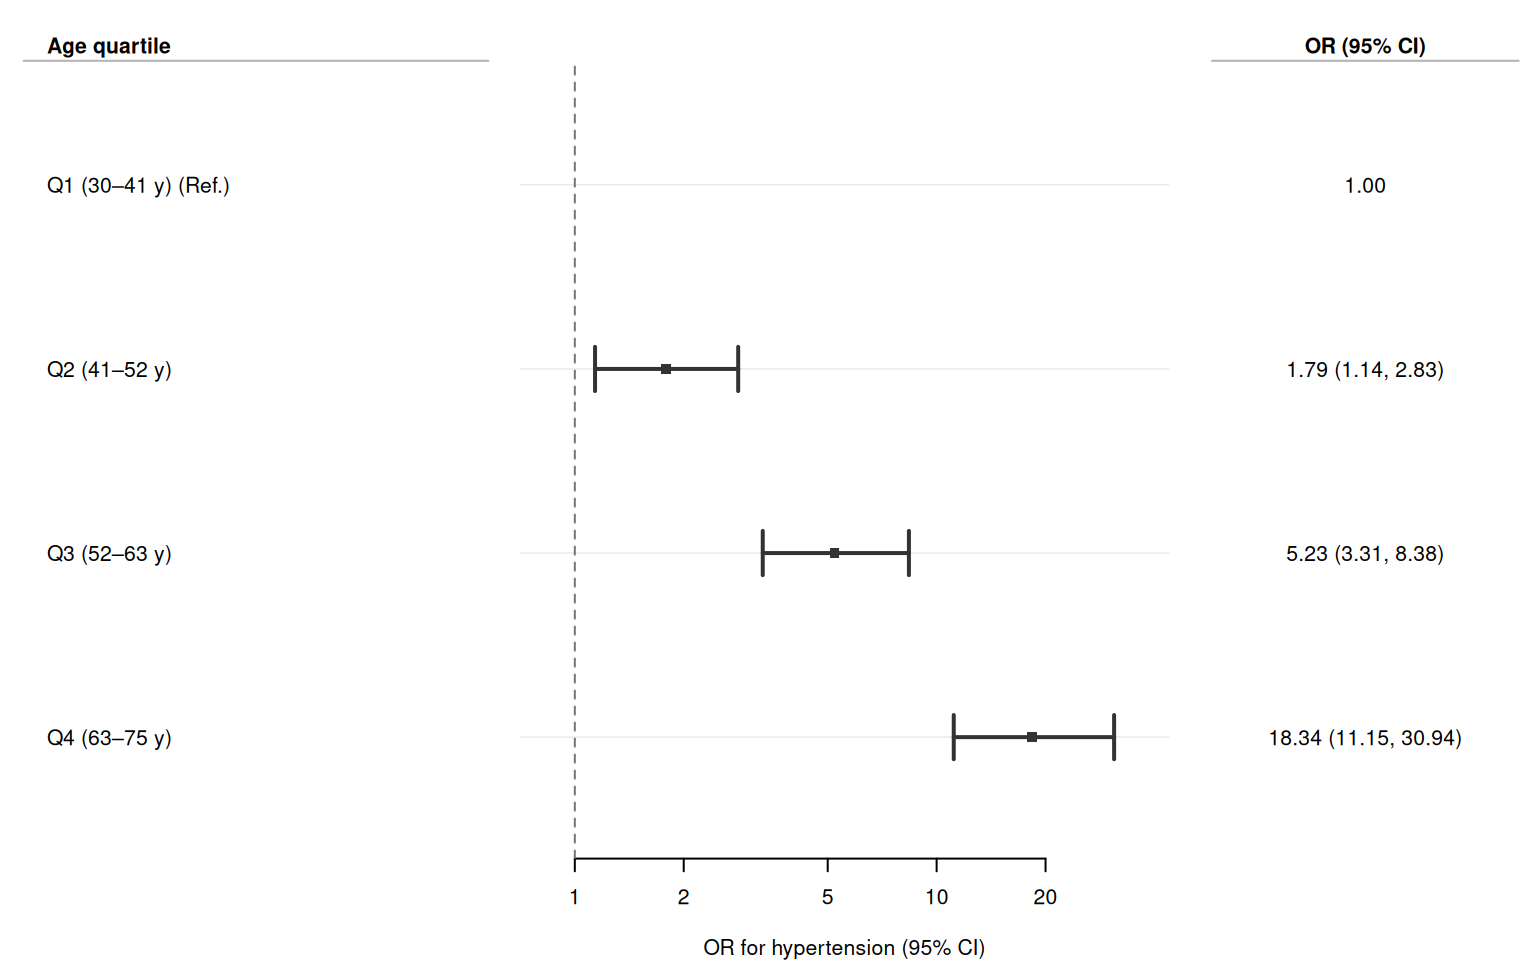 Age quartile OR (95% CI)
Q1 (30–41 y) (Ref.) 1.00
Q2 (41–52 y) 1.79 (1.14, 2.83)
Q3 (52–63 y) 5.23 (3.31, 8.38)
Q4 (63–75 y) 18.34 (11.15, 30.94)
1 2 5 10 20
OR for hypertension (95% CI)